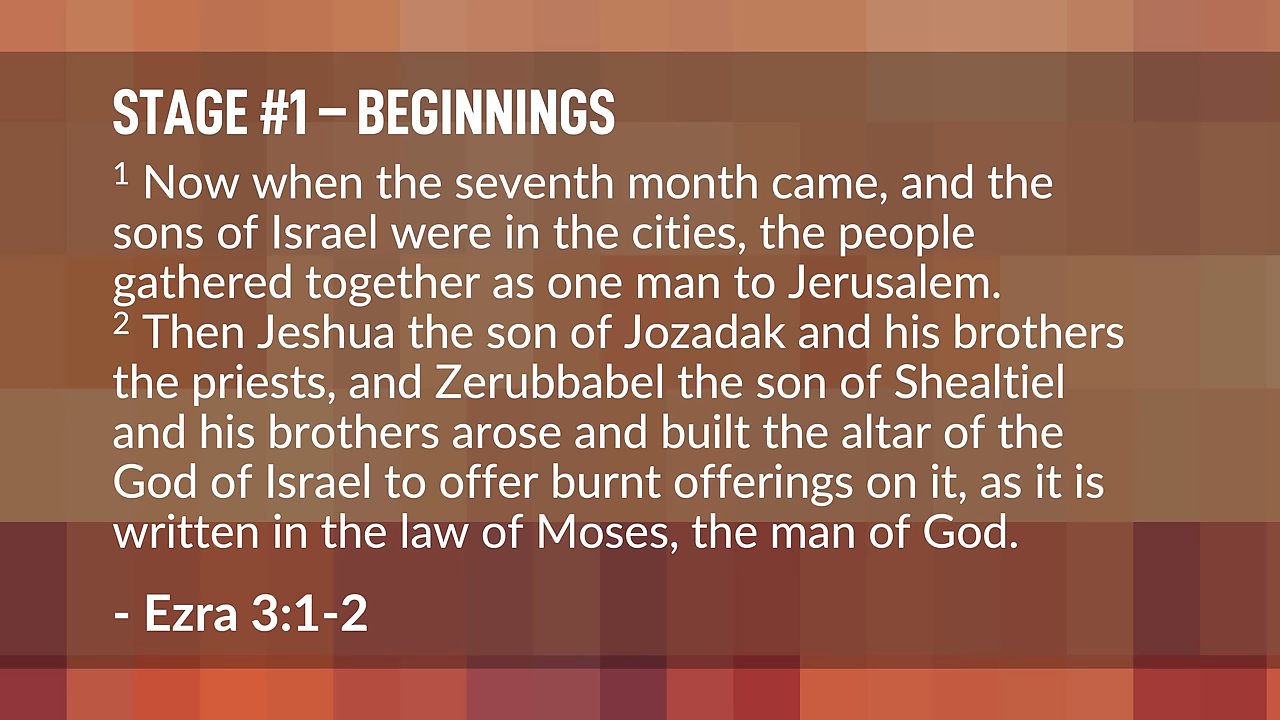 STAGE #1 – BEGINNINGS
1 Now when the seventh month came, and the
sons of Israel were in the cities, the people
gathered together as one man to Jerusalem.
2 Then Jeshua the son of Jozadak and his brothers
the priests, and Zerubbabel the son of Shealtiel
and his brothers arose and built the altar of the
God of Israel to offer burnt offerings on it, as it is
written in the law of Moses, the man of God.
- Ezra 3:1-2